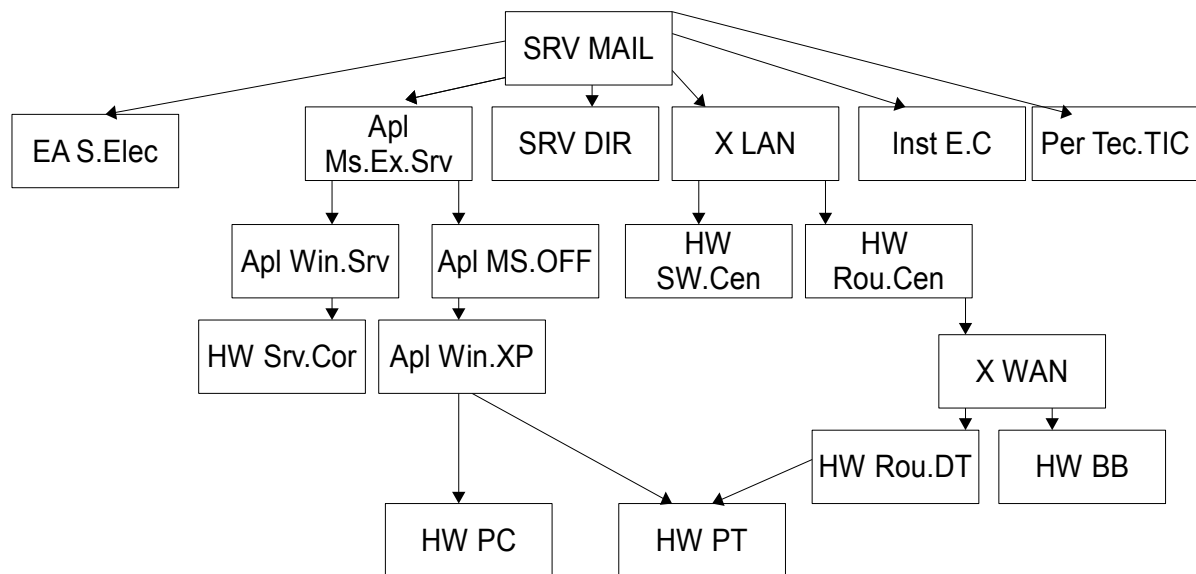 SRV MAIL
EA S.Elec
Apl
Ms.Ex.Srv
SRV DIR
X LAN
Inst E.C
Per Tec.TIC
Apl Win.Srv
Apl MS.OFF
HW
SW.Cen
HW
Rou.Cen
HW Srv.Cor
Apl Win.XP
X WAN
HW Rou.DT
HW BB
HW PC
HW PT